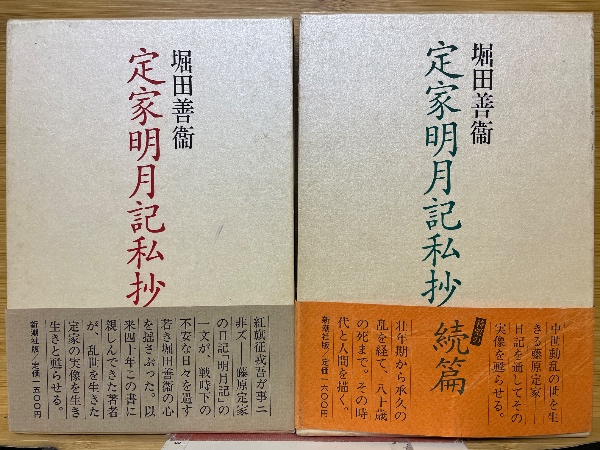 堀田善衞
定家明月記私抄
紅旗征戎吾が事ニ
非ズ——藤原定家
の日記「明月記」の
一文が、戦時下の
不安な日々を過す
若き堀田善衞の心
を揺さぶった。以
来四十年この書に
親しんできた著者
が、乱世を生きた
定家の実像を生き
生きと甦らせる。
新潮社版/定価一五〇〇円
堀田善衞
定家明月記私抄
続篇
中世動乱の世を生
きる藤原定家——
日記を通してその
実像を甦らせる。
壮年期から承久の
乱を経て、八十歳
の死まで。その時
代と人間を描く。
新潮社版/定価一六〇〇円